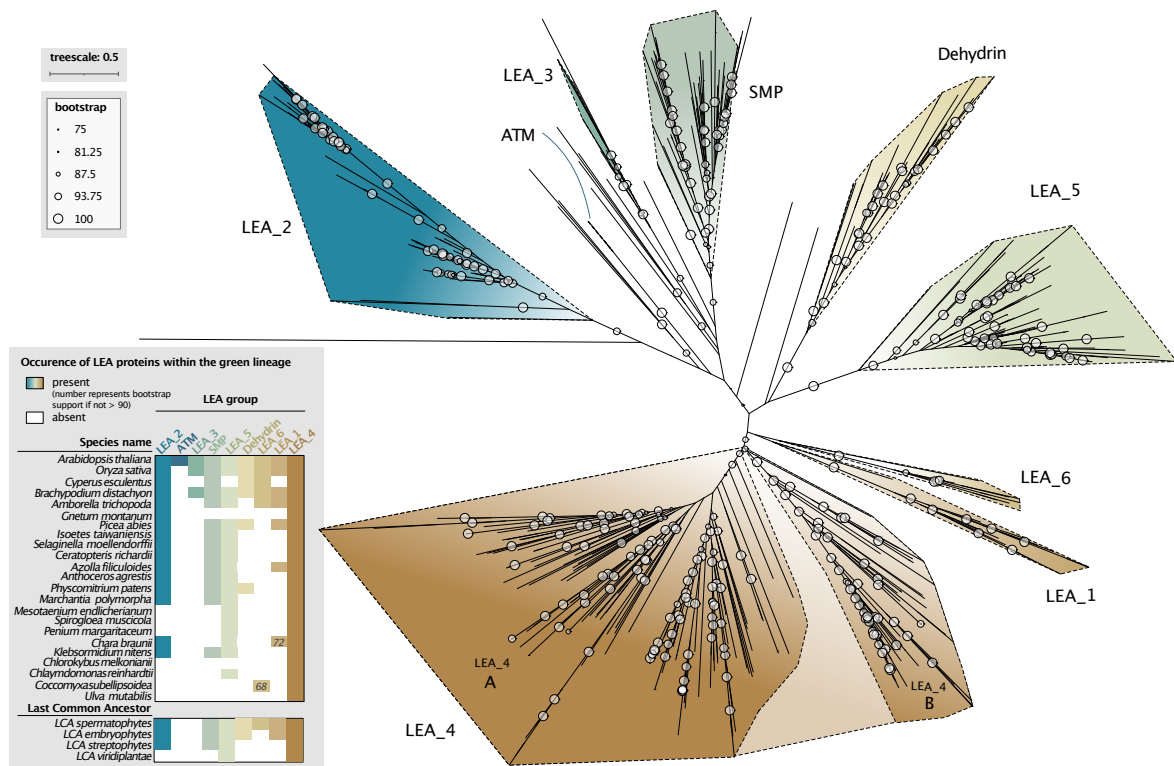 treescale: 0.5
bootstrap
75
81.25
87.5
93.75
100
LEA_2
LEA_3
ATM
SMP
Dehydrin
LEA_5
LEA_6
LEA_1
LEA_4
A
LEA_4
B
LEA_4
Occurence of LEA proteins within the green lineage
present
(number represents bootstrap
support if not > 90)
absent
LEA group
Species name
LEA_2 ATM LEA_3 SMP LEA_5 Dehydrin LEA_6 LEA_1 LEA_4
Arabidopsis thaliana
Oryza sativa
Cyperus esculentus
Brachypodium distachyon
Amborella trichopoda
Gnetum montanum
Picea abies
Isoetes taiwaniensis
Selaginella moellendorffii
Ceratopteris richardii
Azolla filiculoides
Anthoceros agrestis
Physcomitrium patens
Marchantia polymorpha
Mesotaenium endlicherianum
Spirogloea muscicola
Penium margaritaceum
Chara braunii 72
Klebsormidium nitens
Chlorokybus melkonianii
Chlaymdomonas reinhardtii
Coccomyxa subellipsoidea 68
Ulva mutabilis
Last Common Ancestor
LCA spermatophytes
LCA embryophytes
LCA streptophytes
LCA viridiplantae